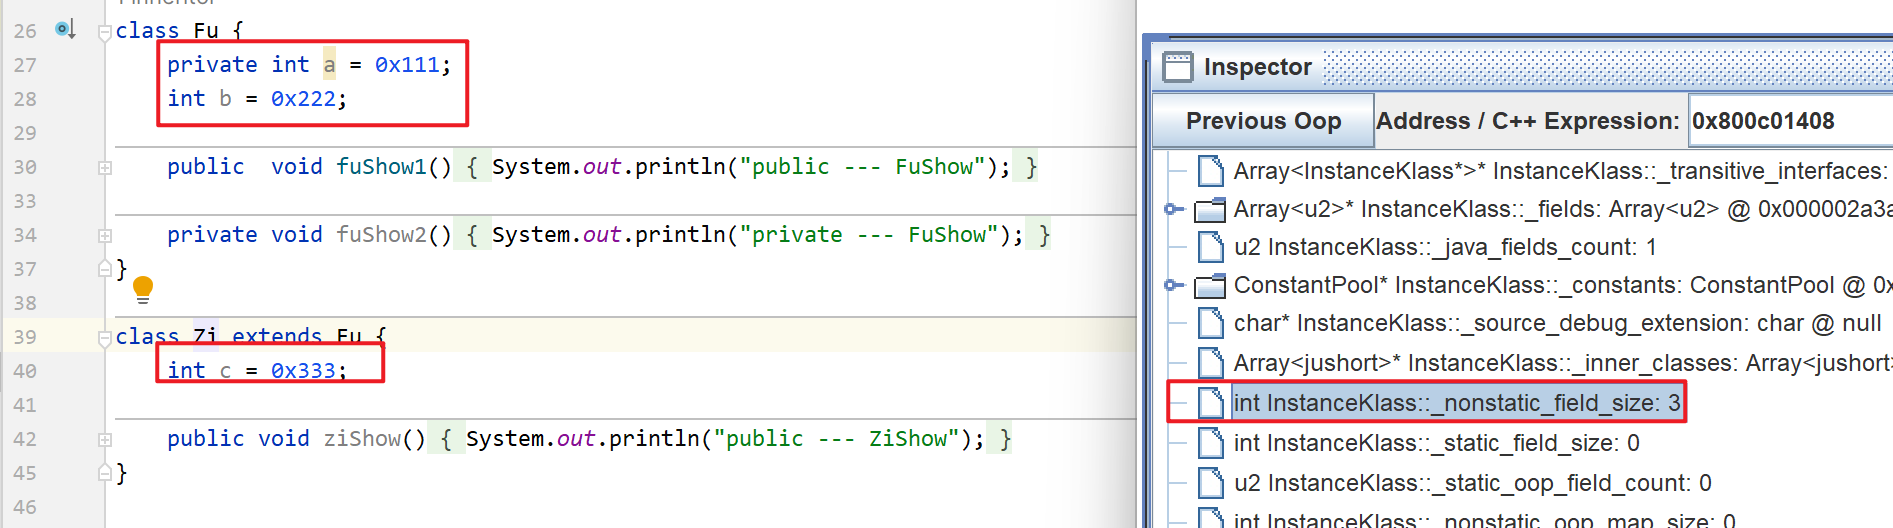 26 class Fu {
27 private int a = 0x111;
28 int b = 0x222;
29
30 public  void fuShow1() { System.out.println("public --- FuShow"); }
33
34 private void fuShow2() { System.out.println("private --- FuShow"); }
37 }
38
39 class Zi extends Fu {
40 int c = 0x333;
41
42 public void ziShow() { System.out.println("public --- ZiShow"); }
45 }
46
Inspector
Previous Oop Address / C++ Expression: 0x800c01408
Array<InstanceKlass*>* InstanceKlass::_transitive_interfaces:
Array<u2>* InstanceKlass::_fields: Array<u2> @ 0x000002a3a
u2 InstanceKlass::_java_fields_count: 1
ConstantPool* InstanceKlass::_constants: ConstantPool @ 0x
char* InstanceKlass::_source_debug_extension: char @ null
Array<jushort>* InstanceKlass::_inner_classes: Array<jushort>
int InstanceKlass::_nonstatic_field_size: 3
int InstanceKlass::_static_field_size: 0
u2 InstanceKlass::_static_oop_field_count: 0
int InstanceKlass::_nonstatic_oop_map_size: 0